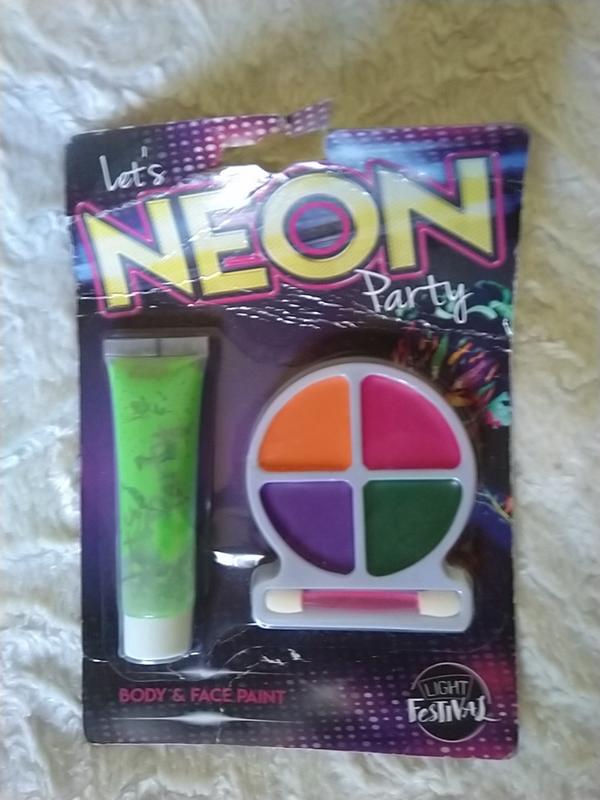 Let's
NEON
Party
BODY & FACE PAINT
LIGHT
FESTIVAL